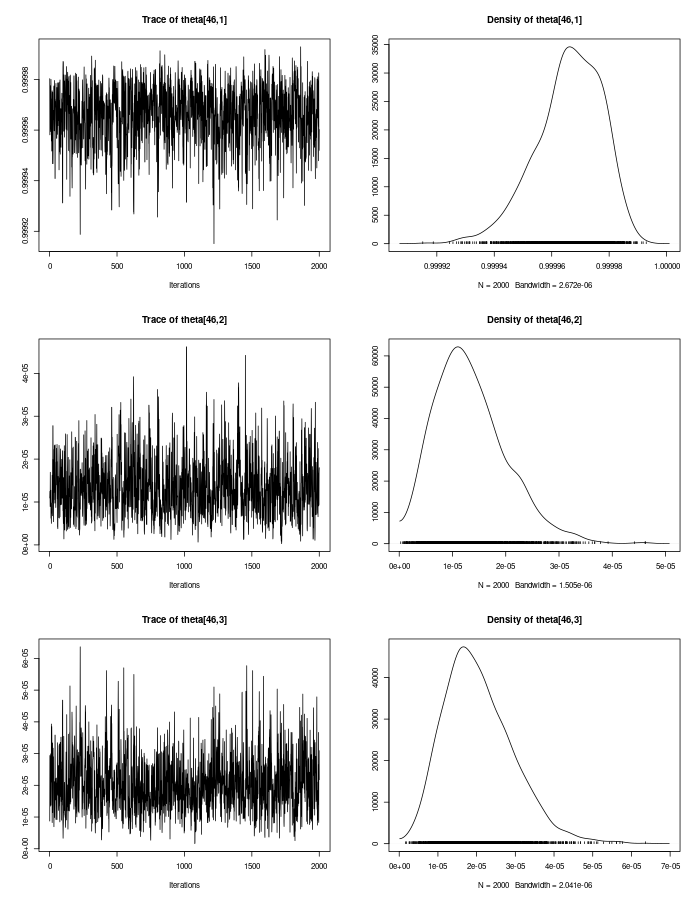 Trace of theta[46,1]
0.99992 0.99994 0.99996 0.99998
0 500 1000 1500 2000
Iterations
Density of theta[46,1]
0 5000 10000 15000 20000 25000 30000 35000
0.99992 0.99994 0.99996 0.99998 1.00000
N = 2000 Bandwidth = 2.672e-06
Trace of theta[46,2]
0e+00 1e-05 2e-05 3e-05 4e-05
0 500 1000 1500 2000
Iterations
Density of theta[46,2]
0 10000 20000 30000 40000 50000 60000
0e+00 1e-05 2e-05 3e-05 4e-05 5e-05
N = 2000 Bandwidth = 1.505e-06
Trace of theta[46,3]
0e+00 1e-05 2e-05 3e-05 4e-05 5e-05 6e-05
0 500 1000 1500 2000
Iterations
Density of theta[46,3]
0 10000 20000 30000 40000
0e+00 1e-05 2e-05 3e-05 4e-05 5e-05 6e-05 7e-05
N = 2000 Bandwidth = 2.041e-06